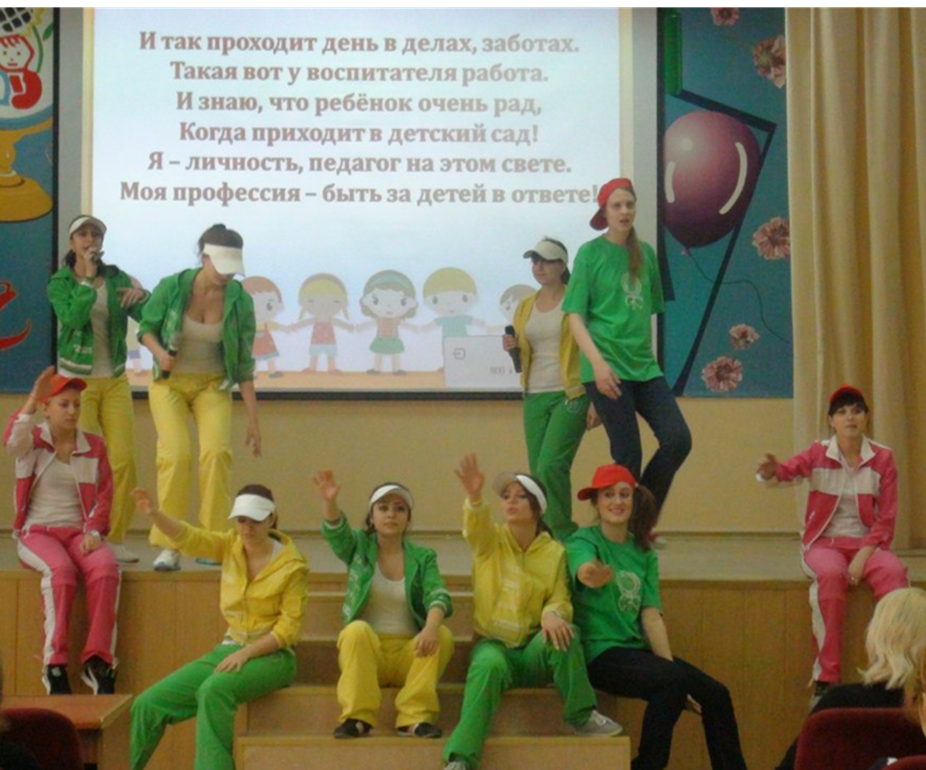 И так проходит день в делах, заботах.
Такая вот у воспитателя работа.
И знаю, что ребёнок очень рад,
Когда приходит в детский сад!
Я – личность, педагог на этом свете.
Моя профессия – быть за детей в ответе!